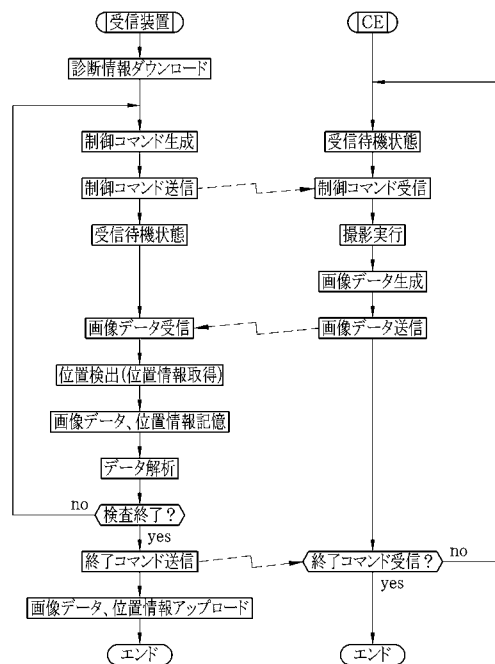 受信装置
診断情報ダウンロード
制御コマンド生成
制御コマンド送信
受信待機状態
画像データ受信
位置検出(位置情報取得)
画像データ、位置情報記憶
データ解析
検査終了?
no
yes
終了コマンド送信
画像データ、位置情報アップロード
エンド
CE
受信待機状態
制御コマンド受信
撮影実行
画像データ生成
画像データ送信
終了コマンド受信?
no
yes
エンド